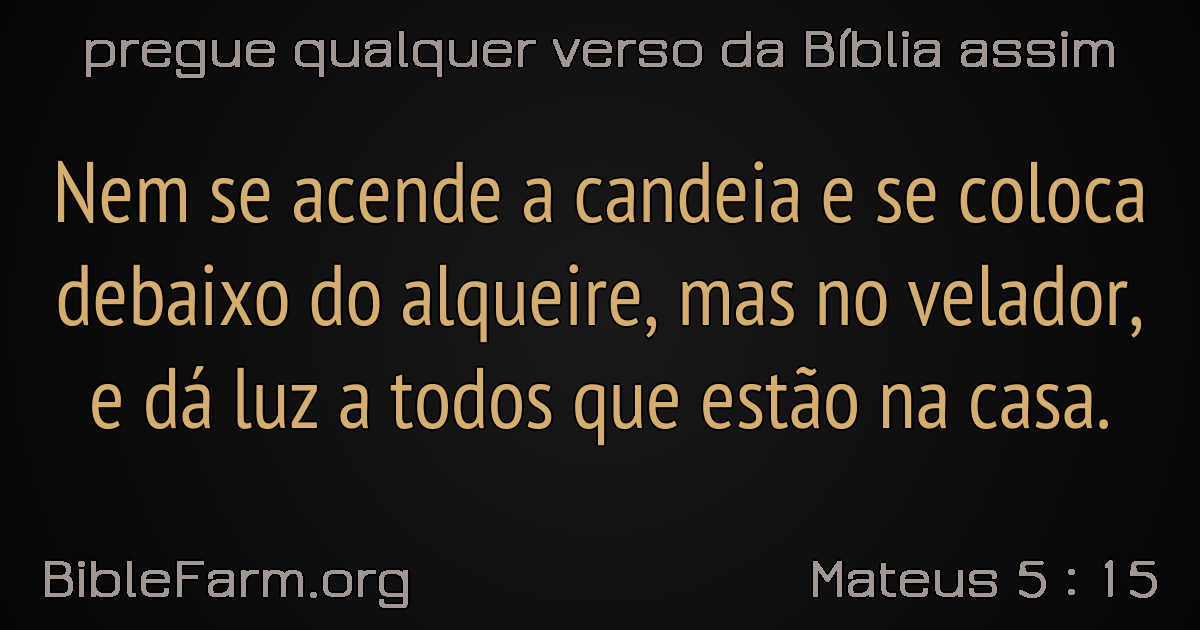 pregue qualquer verso da Bíblia assim
Nem se acende a candeia e se coloca
debaixo do alqueire, mas no velador,
e dá luz a todos que estão na casa.
BibleFarm.org
Mateus 5 : 15